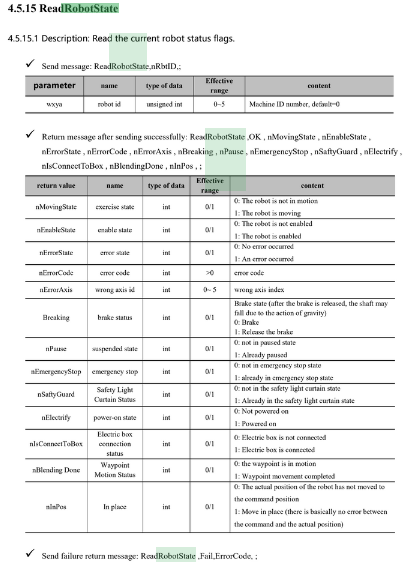 4.5.15 ReadRobotState
4.5.15.1 Description: Read the current robot status flags.
✓ Send message: ReadRobotState,nRbtID,;
parameter name type of data Effective range content
wxya robot id unsigned int 0~5 Machine ID number, default=0
✓ Return message after sending successfully: ReadRobotState ,OK , nMovingState , nEnableState ,
nErrorState , nErrorCode , nErrorAxis , nBreaking , nPause , nEmergencyStop , nSaftyGuard , nElectrify ,
nIsConnectToBox , nBlendingDone , nInPos , ;
return value name type of data Effective range content
nMovingState exercise state int 0/1 0: The robot is not in motion
1: The robot is moving
nEnableState enable state int 0/1 0: The robot is not enabled
1: The robot is enabled
nErrorState error state int 0/1 0: No error occurred
1: An error occurred
nErrorCode error code int >0 error code
nErrorAxis wrong axis id int 0~ 5 wrong axis index
Breaking brake status int 0/1 Brake state (after the brake is released, the shaft may
fall due to the action of gravity)
0: Brake
1: Release the brake
nPause suspended state int 0/1 0: not in paused state
1: Already paused
nEmergencyStop emergency stop int 0/1 0: not in emergency stop state
1: already in emergency stop state
nSaftyGuard Safety Light Curtain Status int 0/1 0: not in the safety light curtain state
1: Already in the safety light curtain state
nElectrify power-on state int 0/1 0: Not powered on
1: Powered on
nIsConnectToBox Electric box connection status int 0/1 0: Electric box is not connected
1: Electric box is connected
nBlending Done Waypoint Motion Status int 0/1 0: the waypoint is in motion
1: Waypoint movement completed
nInPos In place int 0/1 0: The actual position of the robot has not moved to
the command position
1: Move in place (there is basically no error between
the command and the actual position)
✓ Send failure return message: ReadRobotState ,Fail,ErrorCode, ;